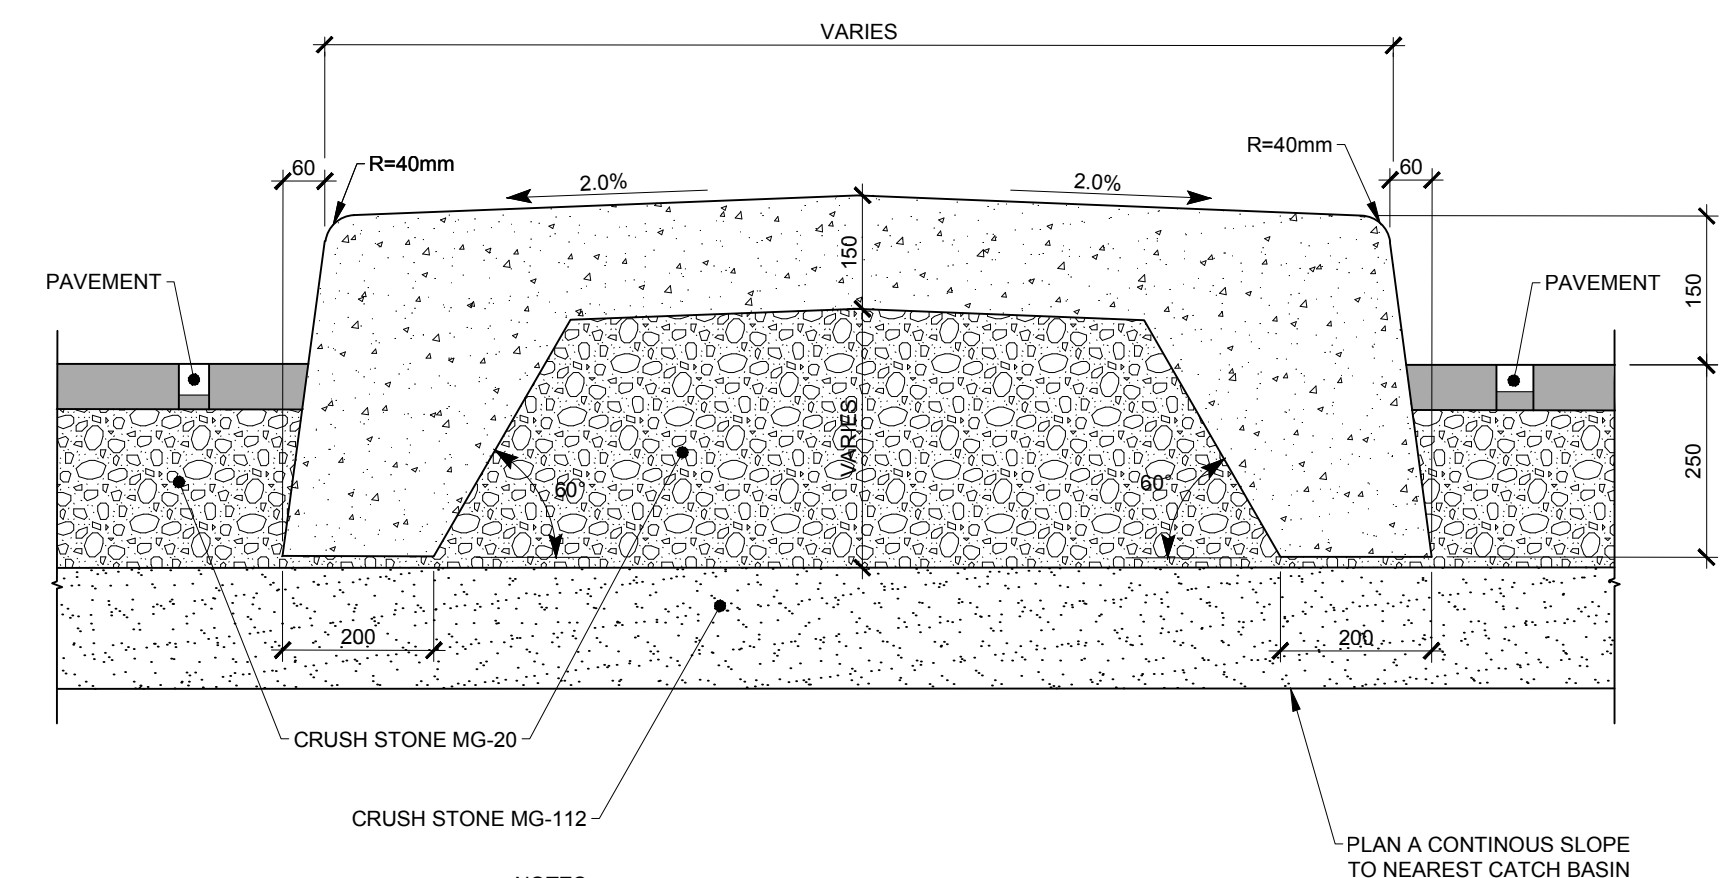 VARIES
60
R=40mm
2.0%
2.0%
R=40mm
60
150
150
PAVEMENT
PAVEMENT
VARIES
250
60°
60°
200
200
CRUSH STONE MG-20
CRUSH STONE MG-112
PLAN A CONTINOUS SLOPE
TO NEAREST CATCH BASIN
NOTES